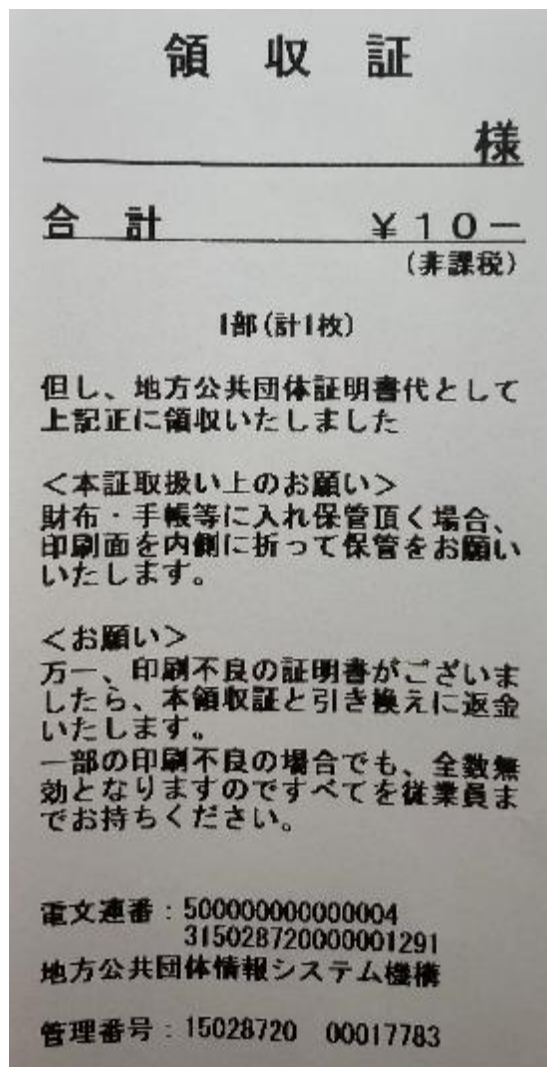 領収証
様
合計 ¥10-
(非課税)
1部(計1枚)
但し、地方公共団体証明書代として
上記正に領収いたしました
<本証取扱い上のお願い>
財布・手帳等に入れ保管頂く場合、
印刷面を内側に折って保管をお願い
いたします。
<お願い>
万一、印刷不良の証明書がございま
したら、本領収証と引き換えに返金
いたします。
一部の印刷不良の場合でも、全数無
効となりますのですべてを従業員ま
でお持ちください。
電文連番:500000000000004
315028720000001291
地方公共団体情報システム機構
管理番号:15028720 00017783